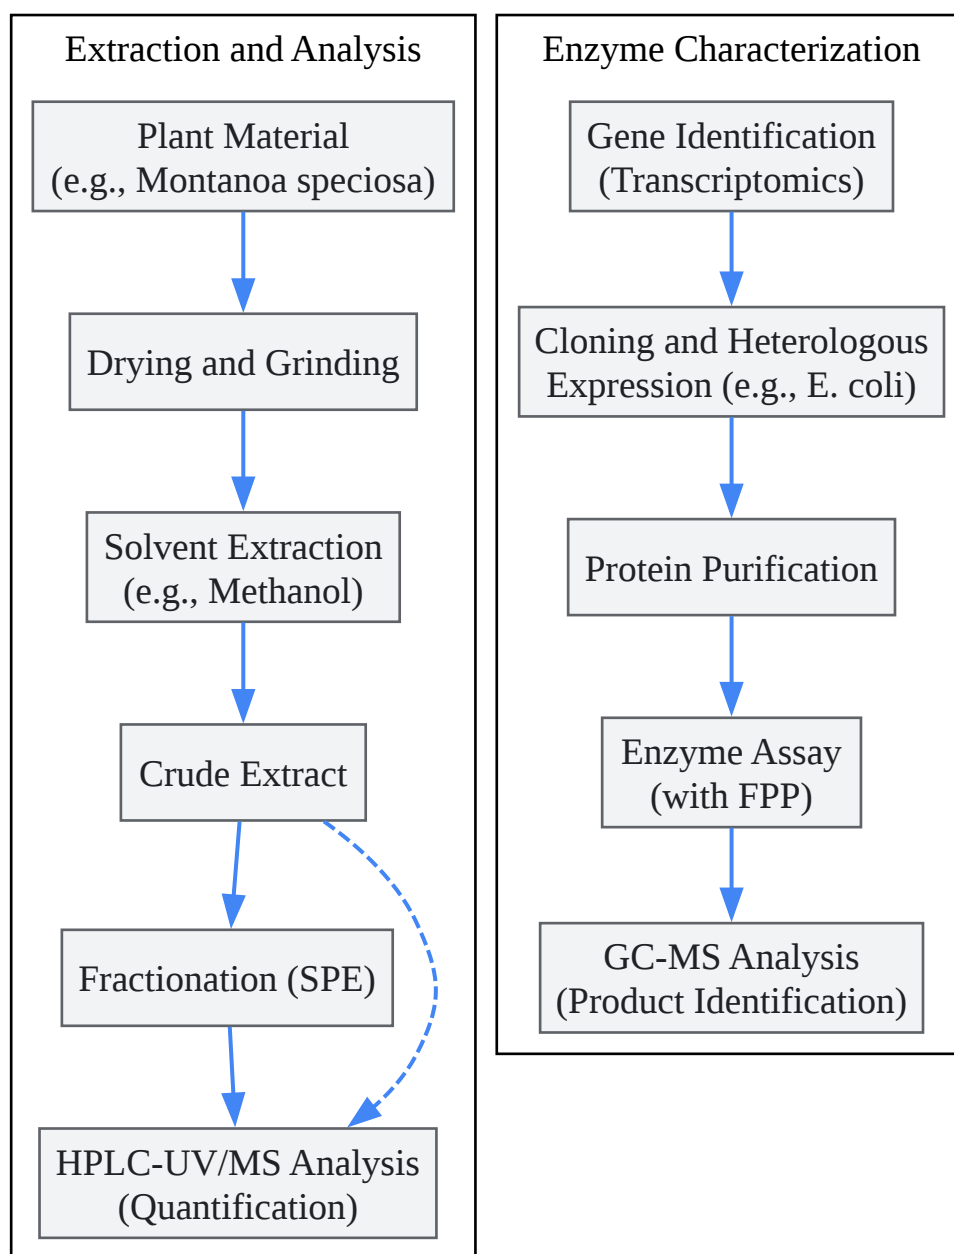 Extraction and Analysis
Plant Material
(e.g., Montanoa speciosa)
Drying and Grinding
Solvent Extraction
(e.g., Methanol)
Crude Extract
Fractionation (SPE)
HPLC-UV/MS Analysis
(Quantification)
Enzyme Characterization
Gene Identification
(Transcriptomics)
Cloning and Heterologous
Expression (e.g., E. coli)
Protein Purification
Enzyme Assay
(with FPP)
GC-MS Analysis
(Product Identification)